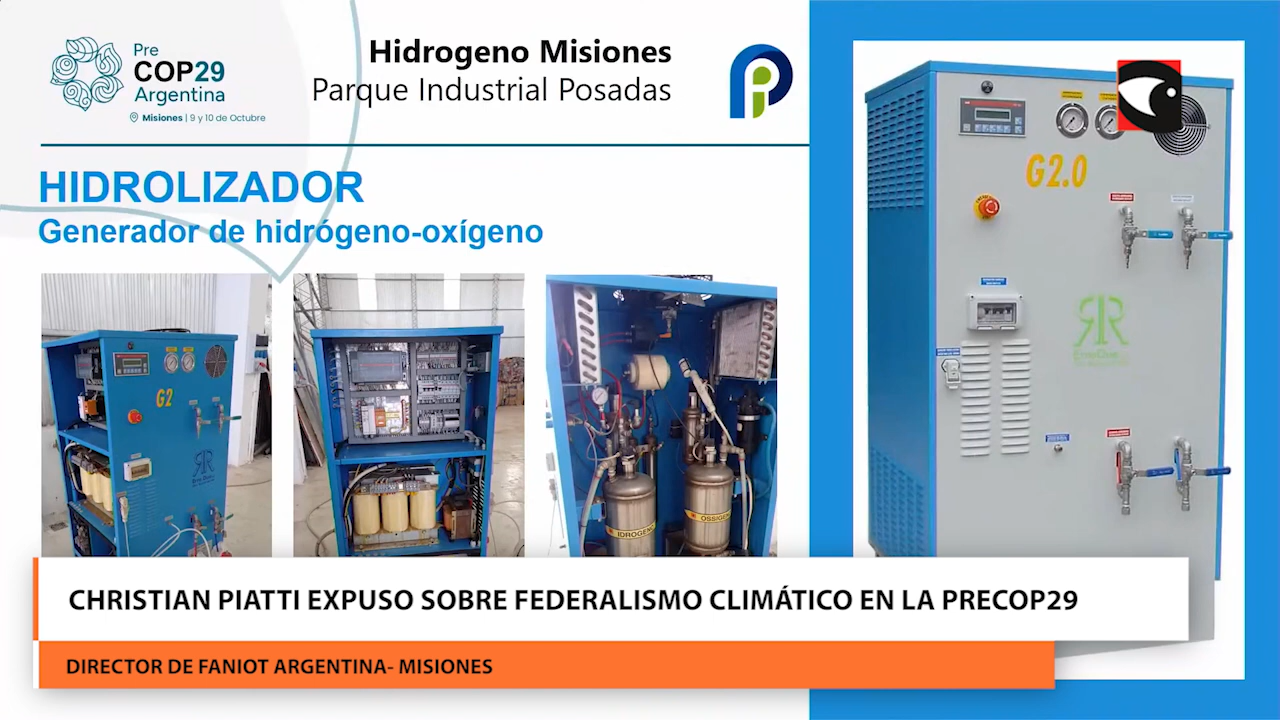 Pre
COP29
Argentina
Misiones | 9 y 10 de Octubre
Hidrogeno Misiones
Parque Industrial Posadas
HIDROLIZADOR
Generador de hidrógeno-oxígeno
G2
G2.0
IDROGENO
OSSIGENO
CHRISTIAN PIATTI EXPUSO SOBRE FEDERALISMO CLIMÁTICO EN LA PRECOP29
DIRECTOR DE FANIOT ARGENTINA- MISIONES